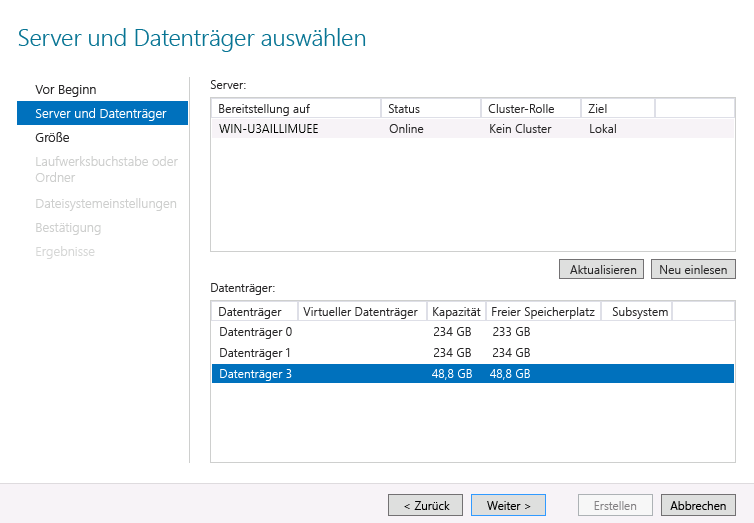 Server und Datenträger auswählen
Vor Beginn
Server und Datenträger
Größe
Laufwerksbuchstabe oder
Ordner
Dateisystemeinstellungen
Bestätigung
Ergebnisse
Server:
Bereitstellung auf Status Cluster-Rolle Ziel
WIN-U3AILLIMUEE Online Kein Cluster Lokal
Aktualisieren Neu einlesen
Datenträger:
Datenträger Virtueller Datenträger Kapazität Freier Speicherplatz Subsystem
Datenträger 0 234 GB 233 GB
Datenträger 1 234 GB 234 GB
Datenträger 3 48,8 GB 48,8 GB
< Zurück Weiter > Erstellen Abbrechen